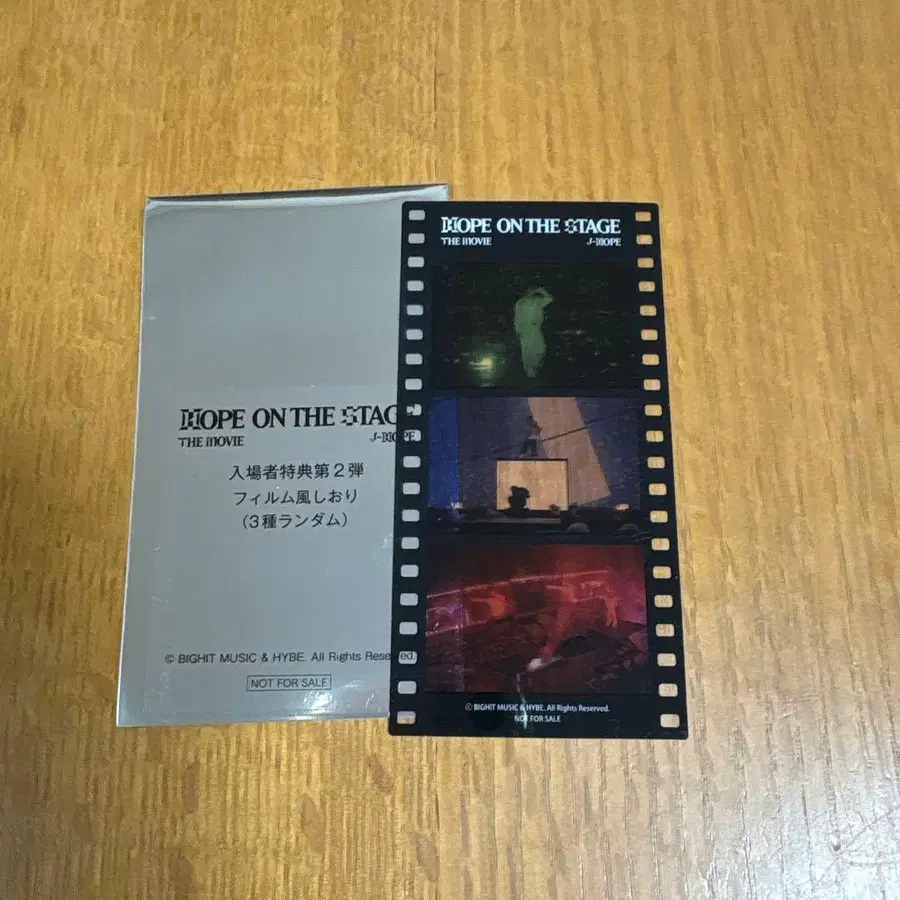 HOPE ON THE STAGE
THE MOVIE
J-HOPE
入場者特典第2弾
フィルム風しおり
(3種ランダム)
© BIGHIT MUSIC & HYBE. All Rights Reserved.
NOT FOR SALE
HOPE ON THE STAGE
THE MOVIE
J-HOPE
© BIGHIT MUSIC & HYBE. All Rights Reserved.
NOT FOR SALE